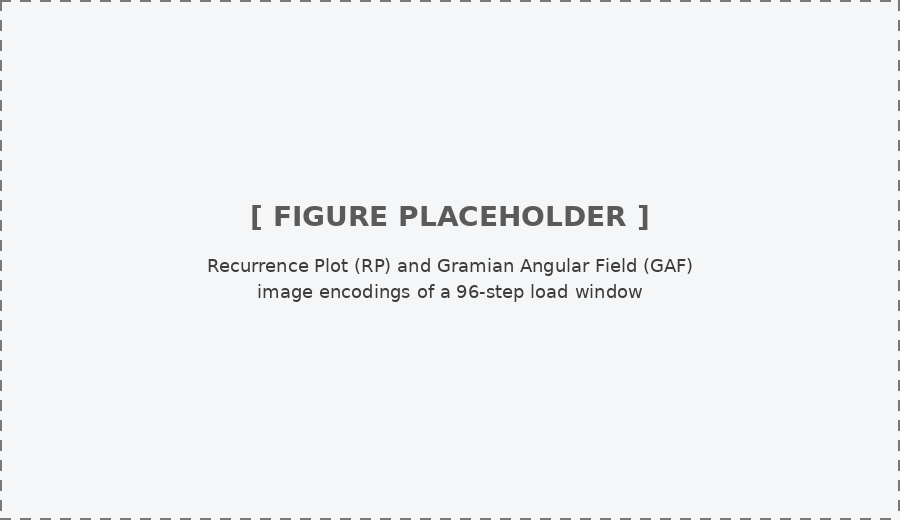 [ FIGURE PLACEHOLDER ]
Recurrence Plot (RP) and Gramian Angular Field (GAF)
image encodings of a 96-step load window